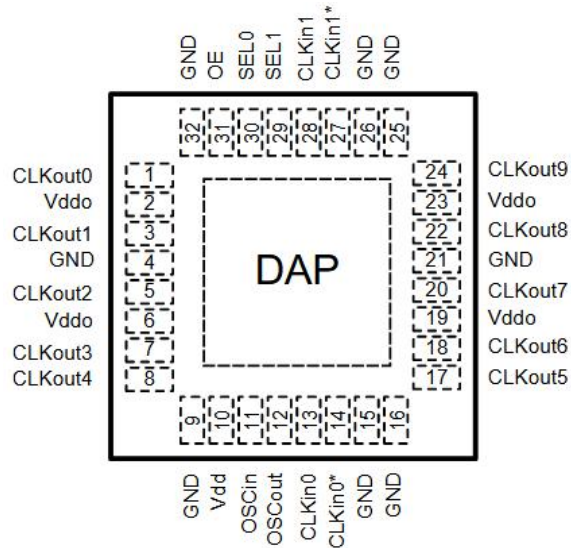 GND OE SEL0 SEL1 CLKin1 CLKin1* GND GND
32 31 30 29 28 27 26 25
CLKout0 1 24 CLKout9
Vddo 2 23 Vddo
CLKout1 3 22 CLKout8
GND 4 21 GND
DAP
CLKout2 5 20 CLKout7
Vddo 6 19 Vddo
CLKout3 7 18 CLKout6
CLKout4 8 17 CLKout5
9 10 11 12 13 14 15 16
GND Vdd OSCin OSCout CLKin0 CLKin0* GND GND